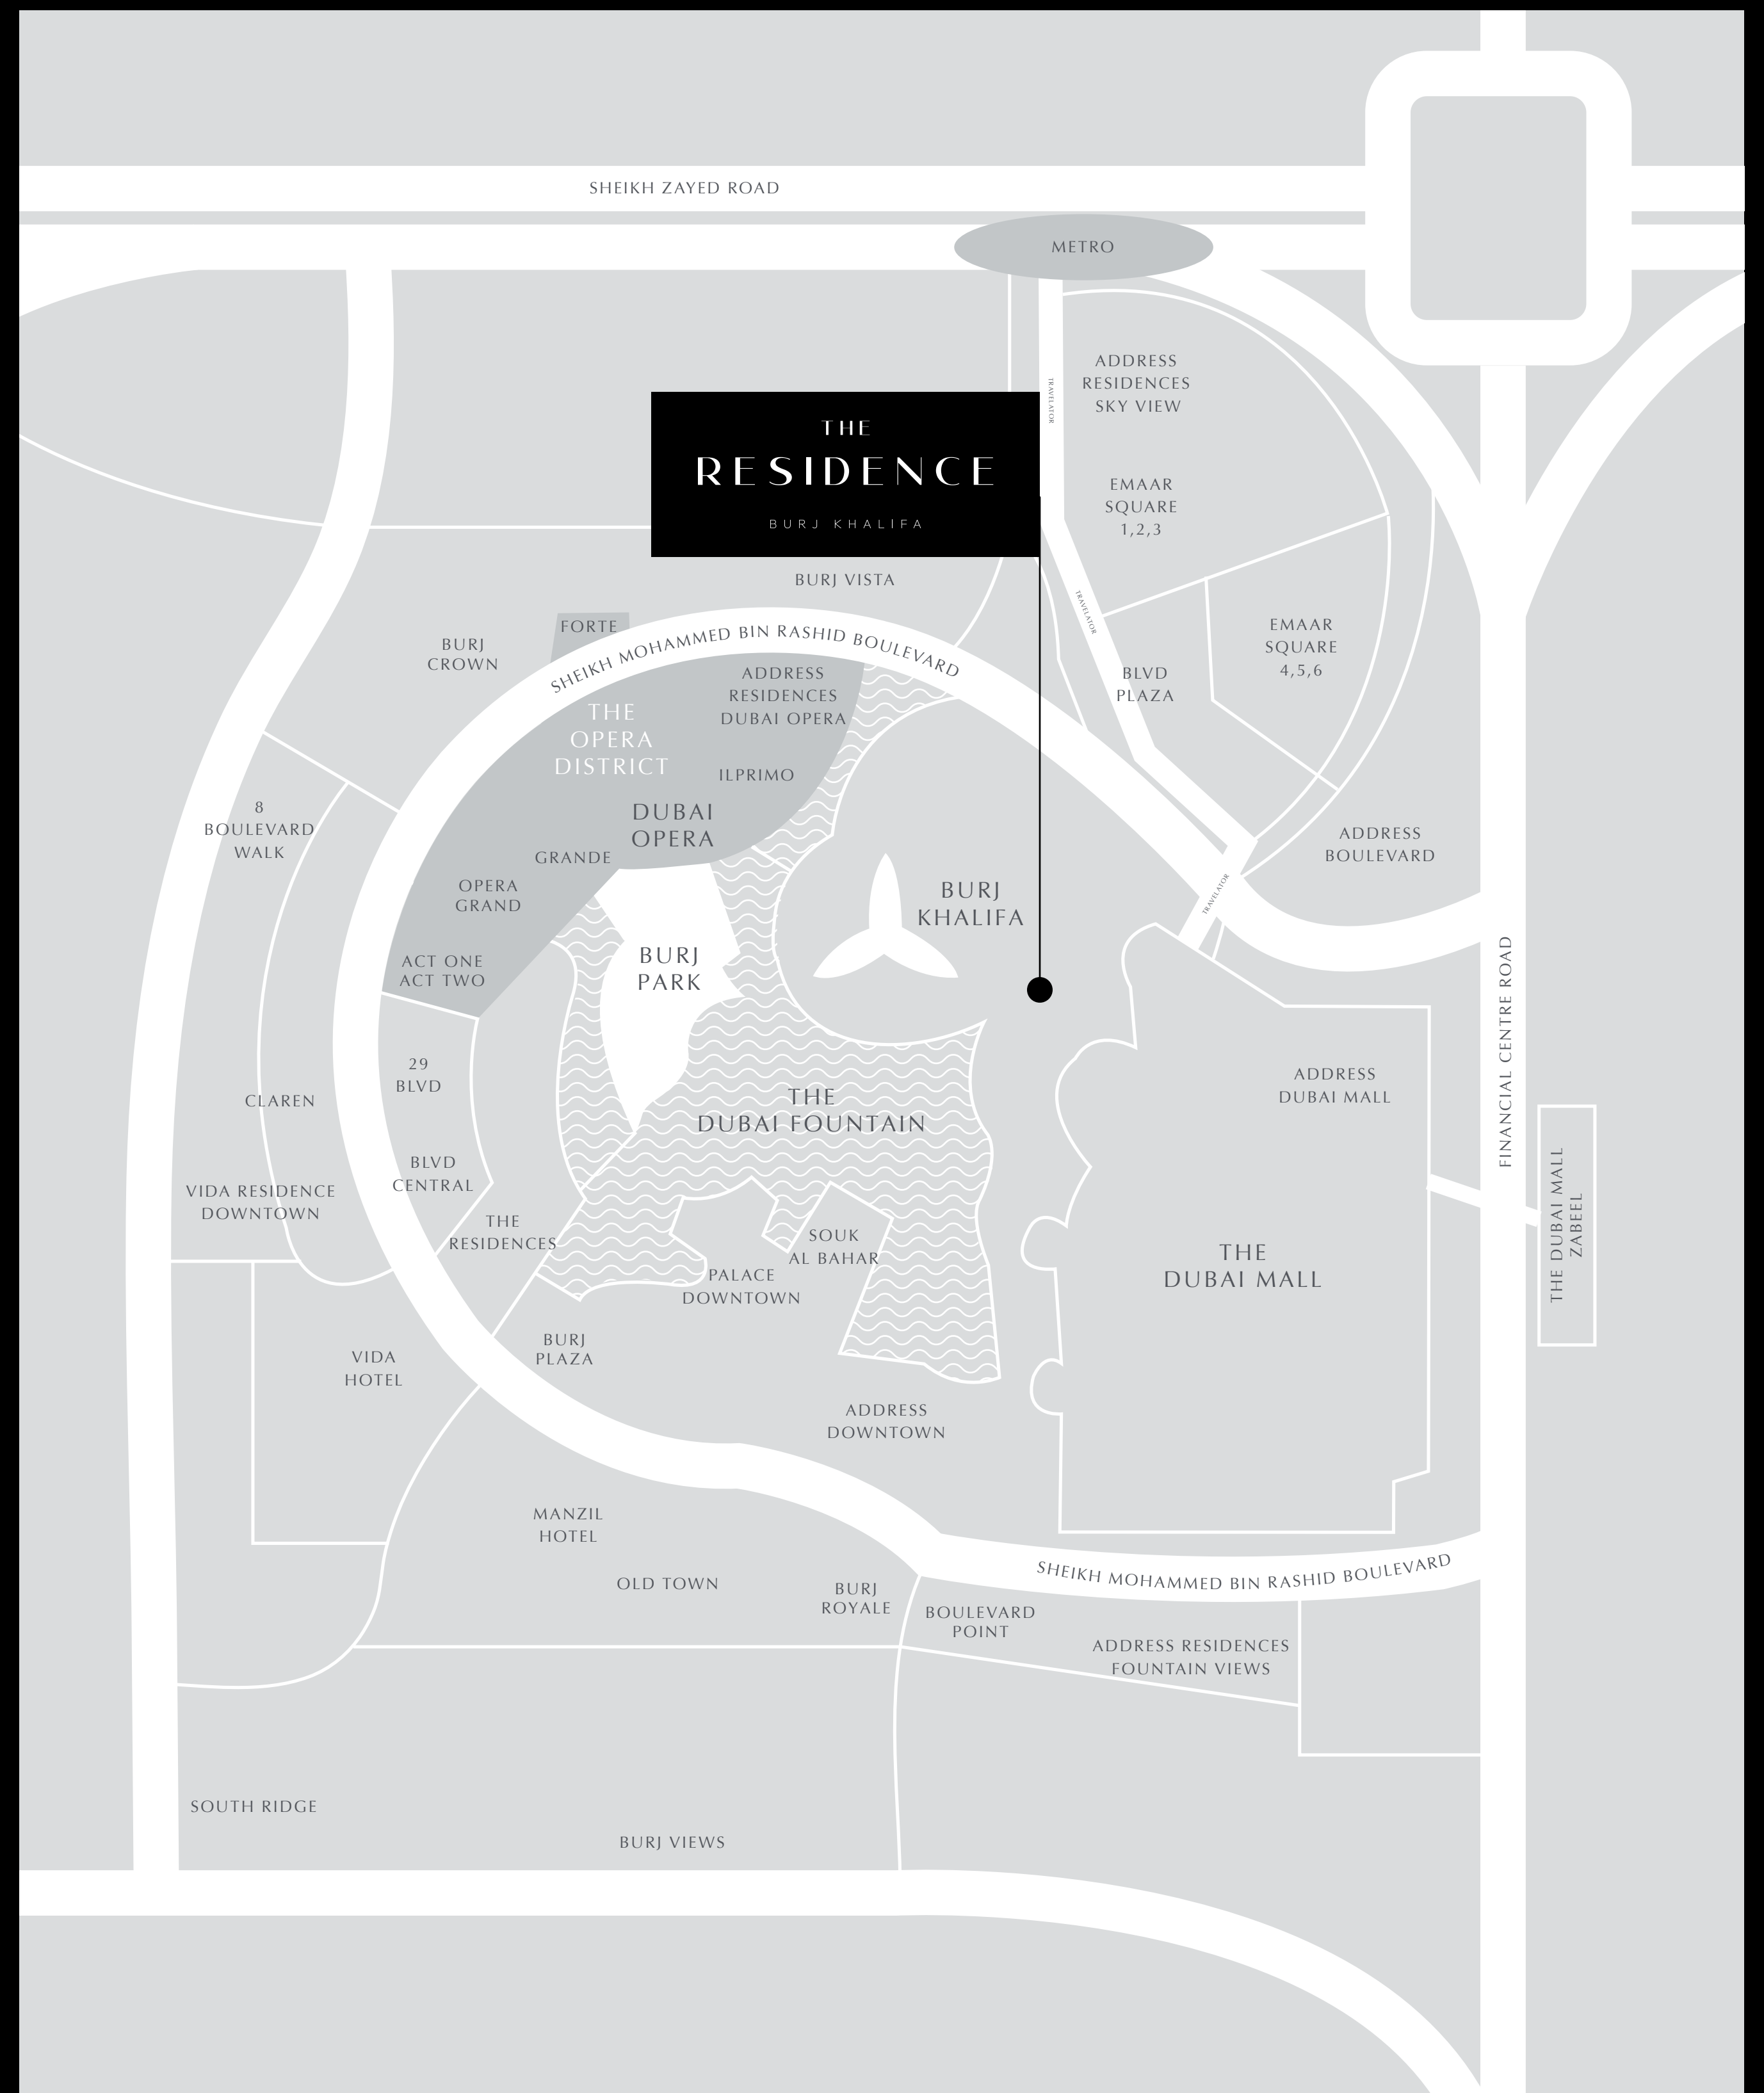 SHEIKH ZAYED ROAD
METRO
ADDRESS
RESIDENCES
SKY VIEW
TRAVELATOR
THE
RESIDENCE
BURJ KHALIFA
EMAAR
SQUARE
1,2,3
BURJ VISTA
TRAVELATOR
FORTE
BURJ
CROWN
SHEIKH MOHAMMED BIN RASHID BOULEVARD
EMAAR
SQUARE
4,5,6
BLVD
PLAZA
ADDRESS
RESIDENCES
DUBAI OPERA
THE
OPERA
DISTRICT
ILPRIMO
DUBAI
OPERA
8
BOULEVARD
WALK
GRANDE
ADDRESS
BOULEVARD
OPERA
GRAND
BURJ
KHALIFA
TRAVELATOR
BURJ
PARK
ACT ONE
ACT TWO
FINANCIAL CENTRE ROAD
29
BLVD
ADDRESS
DUBAI MALL
CLAREN
THE
DUBAI FOUNTAIN
BLVD
CENTRAL
VIDA RESIDENCE
DOWNTOWN
THE
RESIDENCES
SOUK
AL BAHAR
THE DUBAI MALL
ZABEEL
THE
DUBAI MALL
PALACE
DOWNTOWN
BURJ
PLAZA
VIDA
HOTEL
ADDRESS
DOWNTOWN
MANZIL
HOTEL
OLD TOWN
BURJ
ROYALE
SHEIKH MOHAMMED BIN RASHID BOULEVARD
BOULEVARD
POINT
ADDRESS RESIDENCES
FOUNTAIN VIEWS
SOUTH RIDGE
BURJ VIEWS